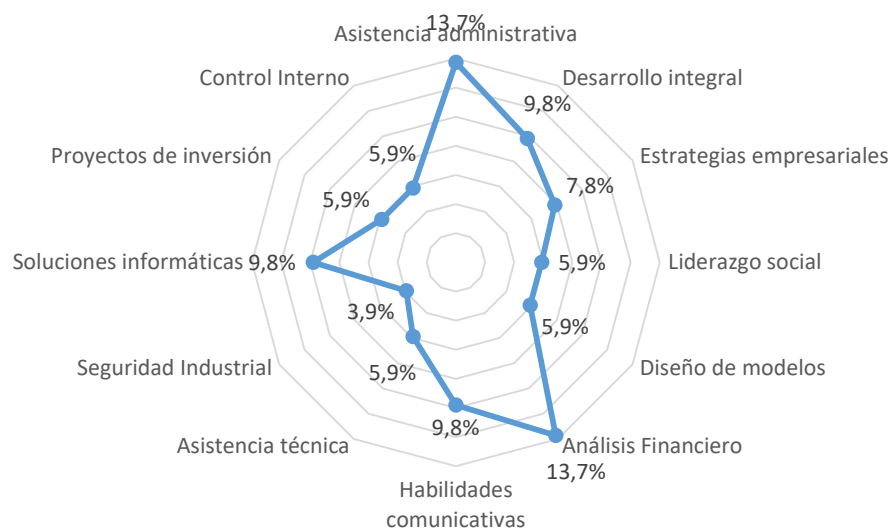 13,7%
Asistencia administrativa
Control Interno
Desarrollo integral
9,8%
Proyectos de inversión
5,9%
Estrategias empresariales
7,8%
5,9%
Soluciones informáticas
9,8%
5,9%
Liderazgo social
3,9%
5,9%
Seguridad Industrial
5,9%
Diseño de modelos
Asistencia técnica
9,8%
Análisis Financiero
13,7%
Habilidades
comunicativas